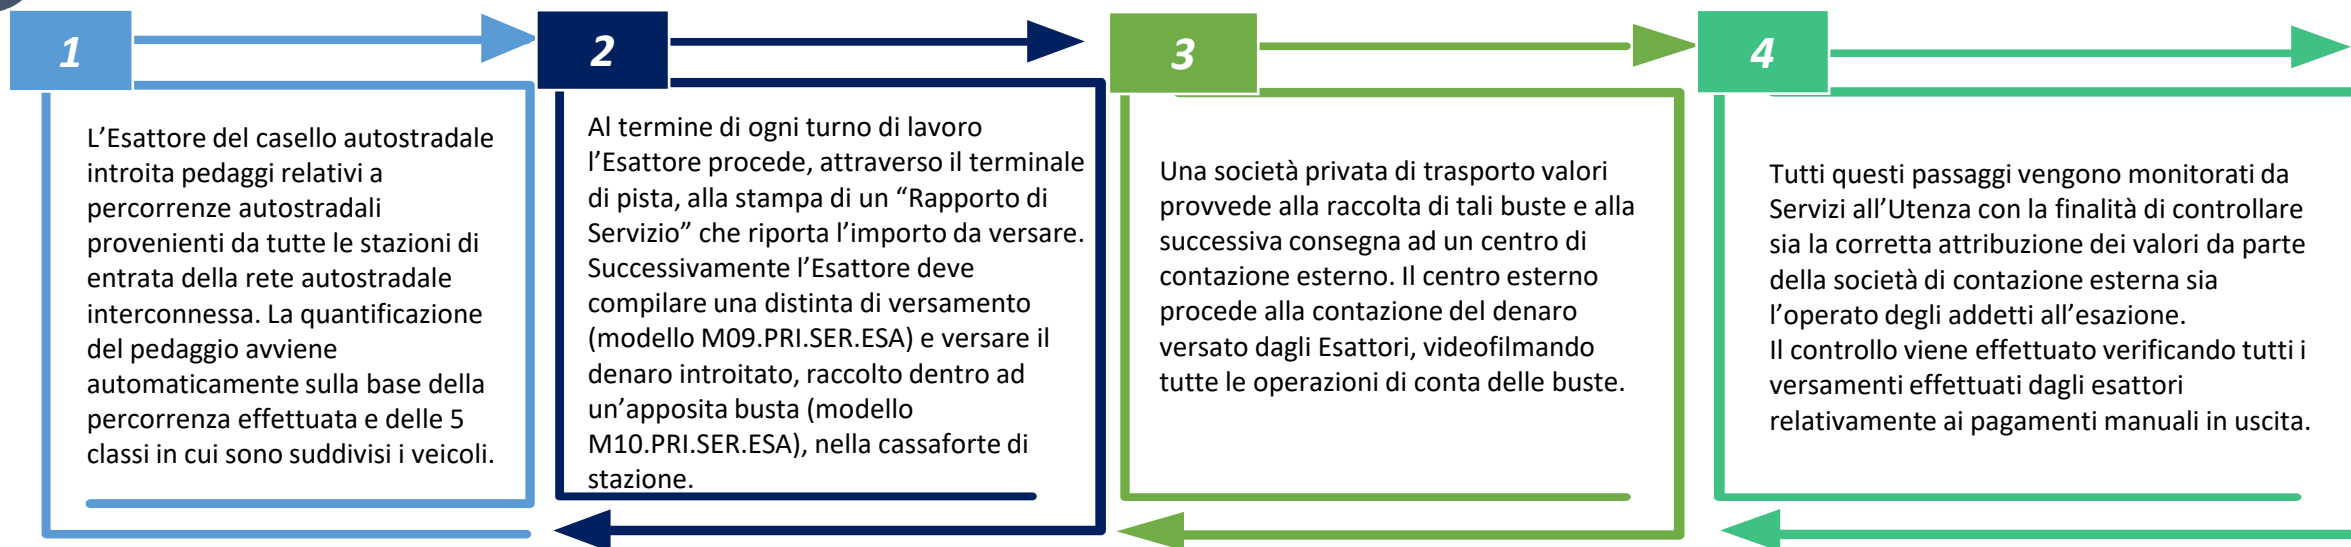 1
L’Esattore del casello autostradale
introita pedaggi relativi a
percorrenze autostradali
provenienti da tutte le stazioni di
entrata della rete autostradale
interconnessa. La quantificazione
del pedaggio avviene
automaticamente sulla base della
percorrenza effettuata e delle 5
classi in cui sono suddivisi i veicoli.
2
Al termine di ogni turno di lavoro
l’Esattore procede, attraverso il terminale
di pista, alla stampa di un “Rapporto di
Servizio” che riporta l’importo da versare.
Successivamente l’Esattore deve
compilare una distinta di versamento
(modello M09.PRI.SER.ESA) e versare il
denaro introitato, raccolto dentro ad
un’apposita busta (modello
M10.PRI.SER.ESA), nella cassaforte di
stazione.
3
Una società privata di trasporto valori
provvede alla raccolta di tali buste e alla
successiva consegna ad un centro di
contazione esterno. Il centro esterno
procede alla contazione del denaro
versato dagli Esattori, videofilmando
tutte le operazioni di conta delle buste.
4
Tutti questi passaggi vengono monitorati da
Servizi all’Utenza con la finalità di controllare
sia la corretta attribuzione dei valori da parte
della società di contazione esterna sia
l’operato degli addetti all’esazione.
Il controllo viene effettuato verificando tutti i
versamenti effettuati dagli esattori
relativamente ai pagamenti manuali in uscita.